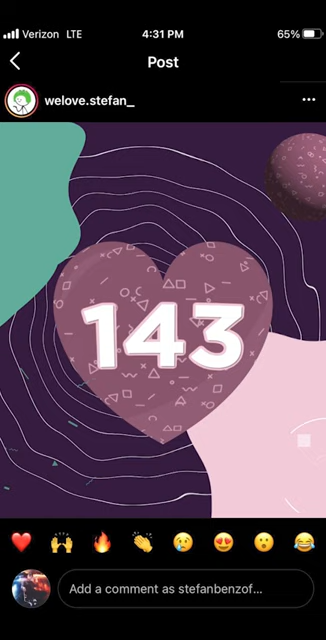 Verizon LTE 4:31 PM 65%
Post
welove.stefan_
143
Add a comment as stefanbenzof...